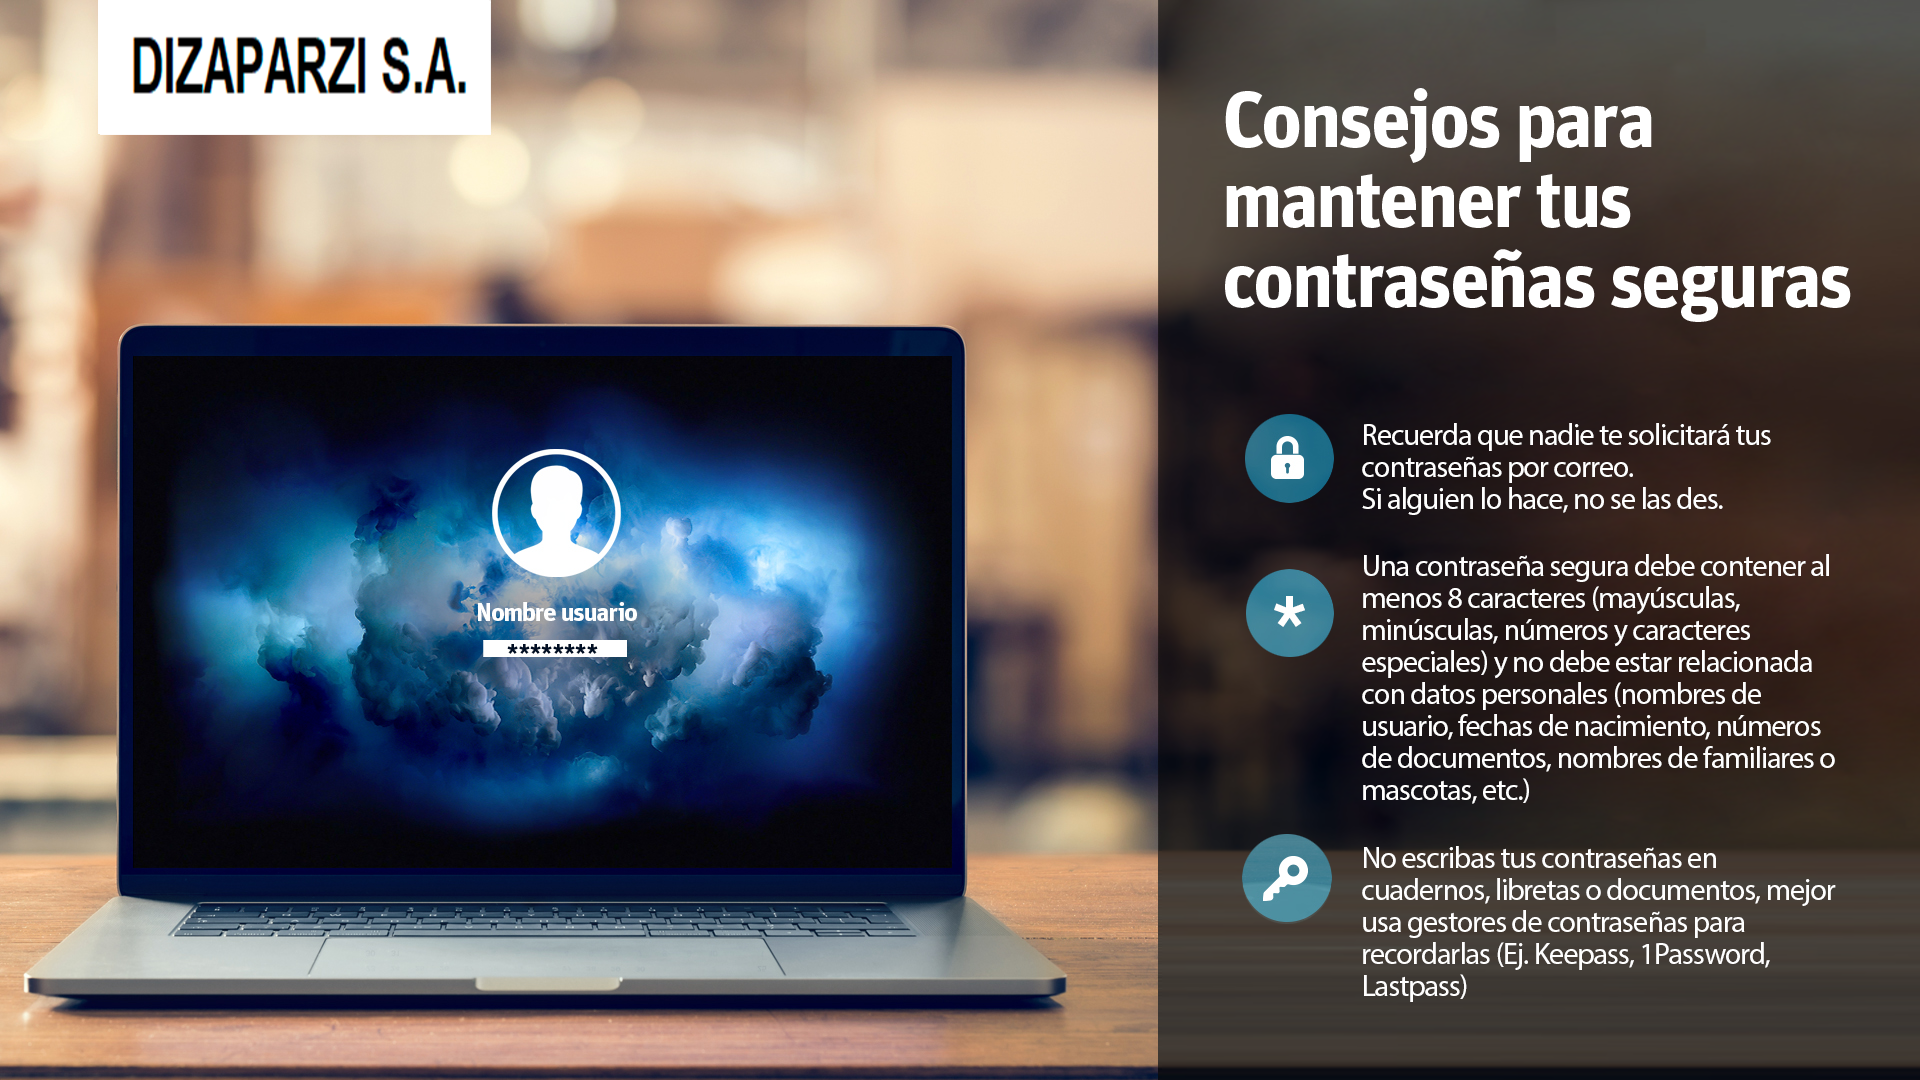 DIZAPARZI S.A.
Consejos para
mantener tus
contraseñas seguras
Nombre usuario
********
Recuerda que nadie te solicitará tus
contraseñas por correo.
Si alguien lo hace, no se las des.
*
Una contraseña segura debe contener al
menos 8 caracteres (mayúsculas,
minúsculas, números y caracteres
especiales) y no debe estar relacionada
con datos personales (nombres de
usuario, fechas de nacimiento, números
de documentos, nombres de familiares o
mascotas, etc.)
No escribas tus contraseñas en
cuadernos, libretas o documentos, mejor
usa gestores de contraseñas para
recordarlas (Ej. Keepass, 1Password,
Lastpass)